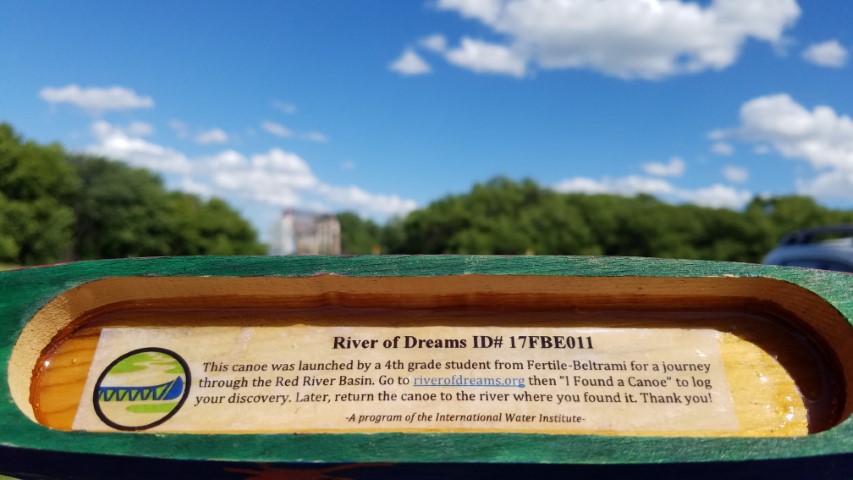 River of Dreams ID# 17FBE011
This canoe was launched by a 4th grade student from Fertile-Beltrami for a journey
through the Red River Basin. Go to riverofdreams.org then "I Found a Canoe" to log
your discovery. Later, return the canoe to the river where you found it. Thank you!
-A program of the International Water Institute-